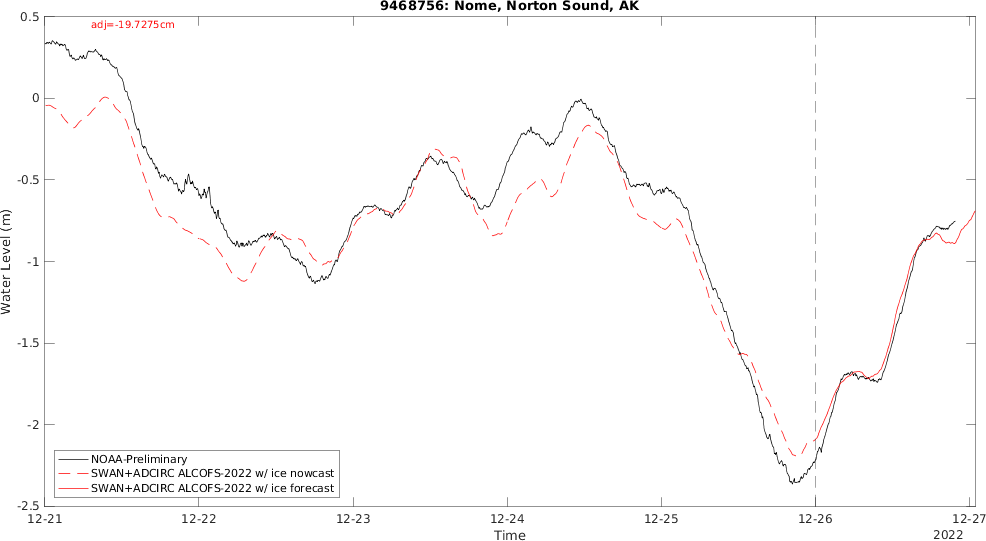 9468756: Nome, Norton Sound, AK
adj=-19.7275cm
0.5
0
-0.5
-1
-1.5
-2
-2.5
Water Level (m)
NOAA-Preliminary
SWAN+ADCIRC ALCOFS-2022 w/ ice nowcast
SWAN+ADCIRC ALCOFS-2022 w/ ice forecast
12-21 12-22 12-23 12-24 12-25 12-26 12-27
Time
2022